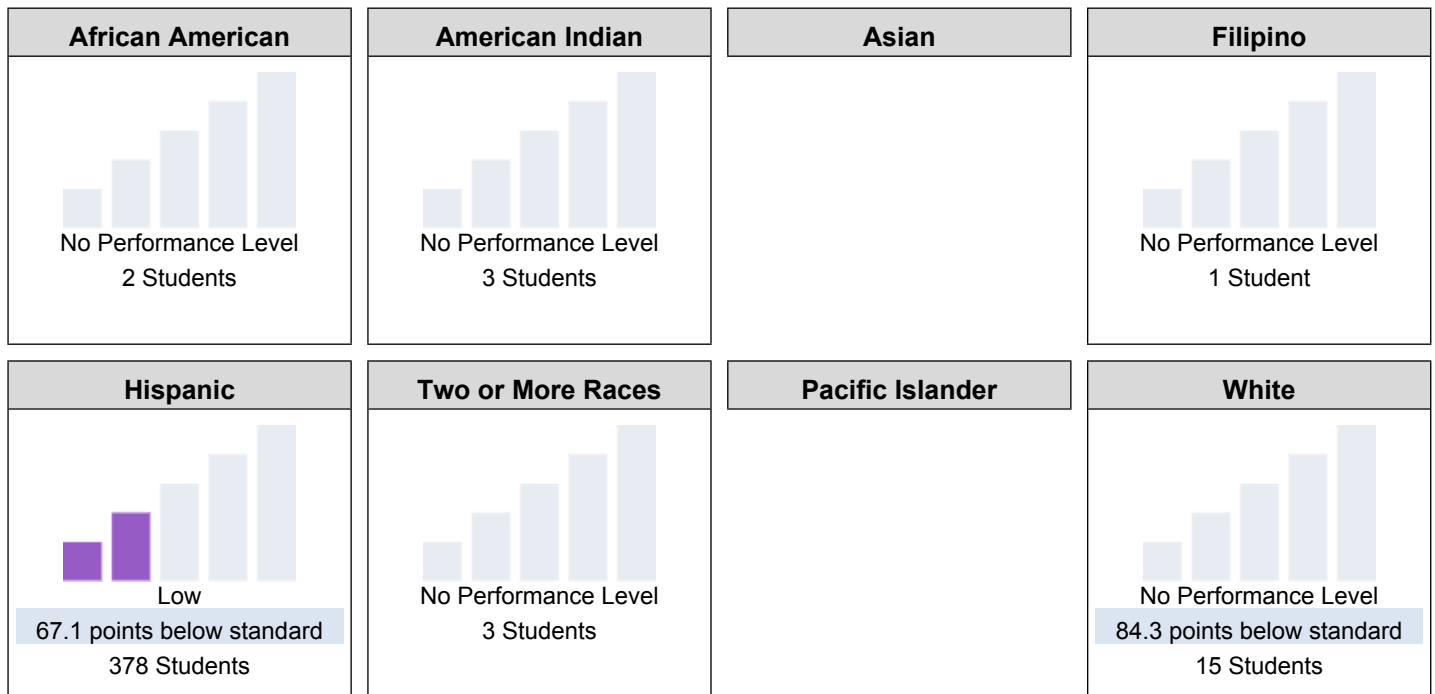 African American
No Performance Level
2 Students
American Indian
No Performance Level
3 Students
Asian
Filipino
No Performance Level
1 Student
Hispanic
Low
67.1 points below standard
378 Students
Two or More Races
No Performance Level
3 Students
Pacific Islander
White
No Performance Level
84.3 points below standard
15 Students